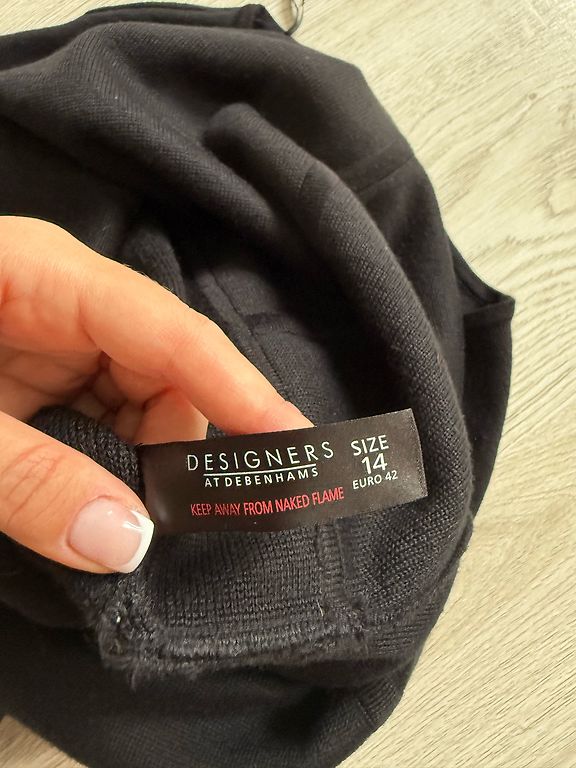 DESIGNERS
AT DEBENHAMS
KEEP AWAY FROM NAKED FLAME
SIZE
14
EURO 42